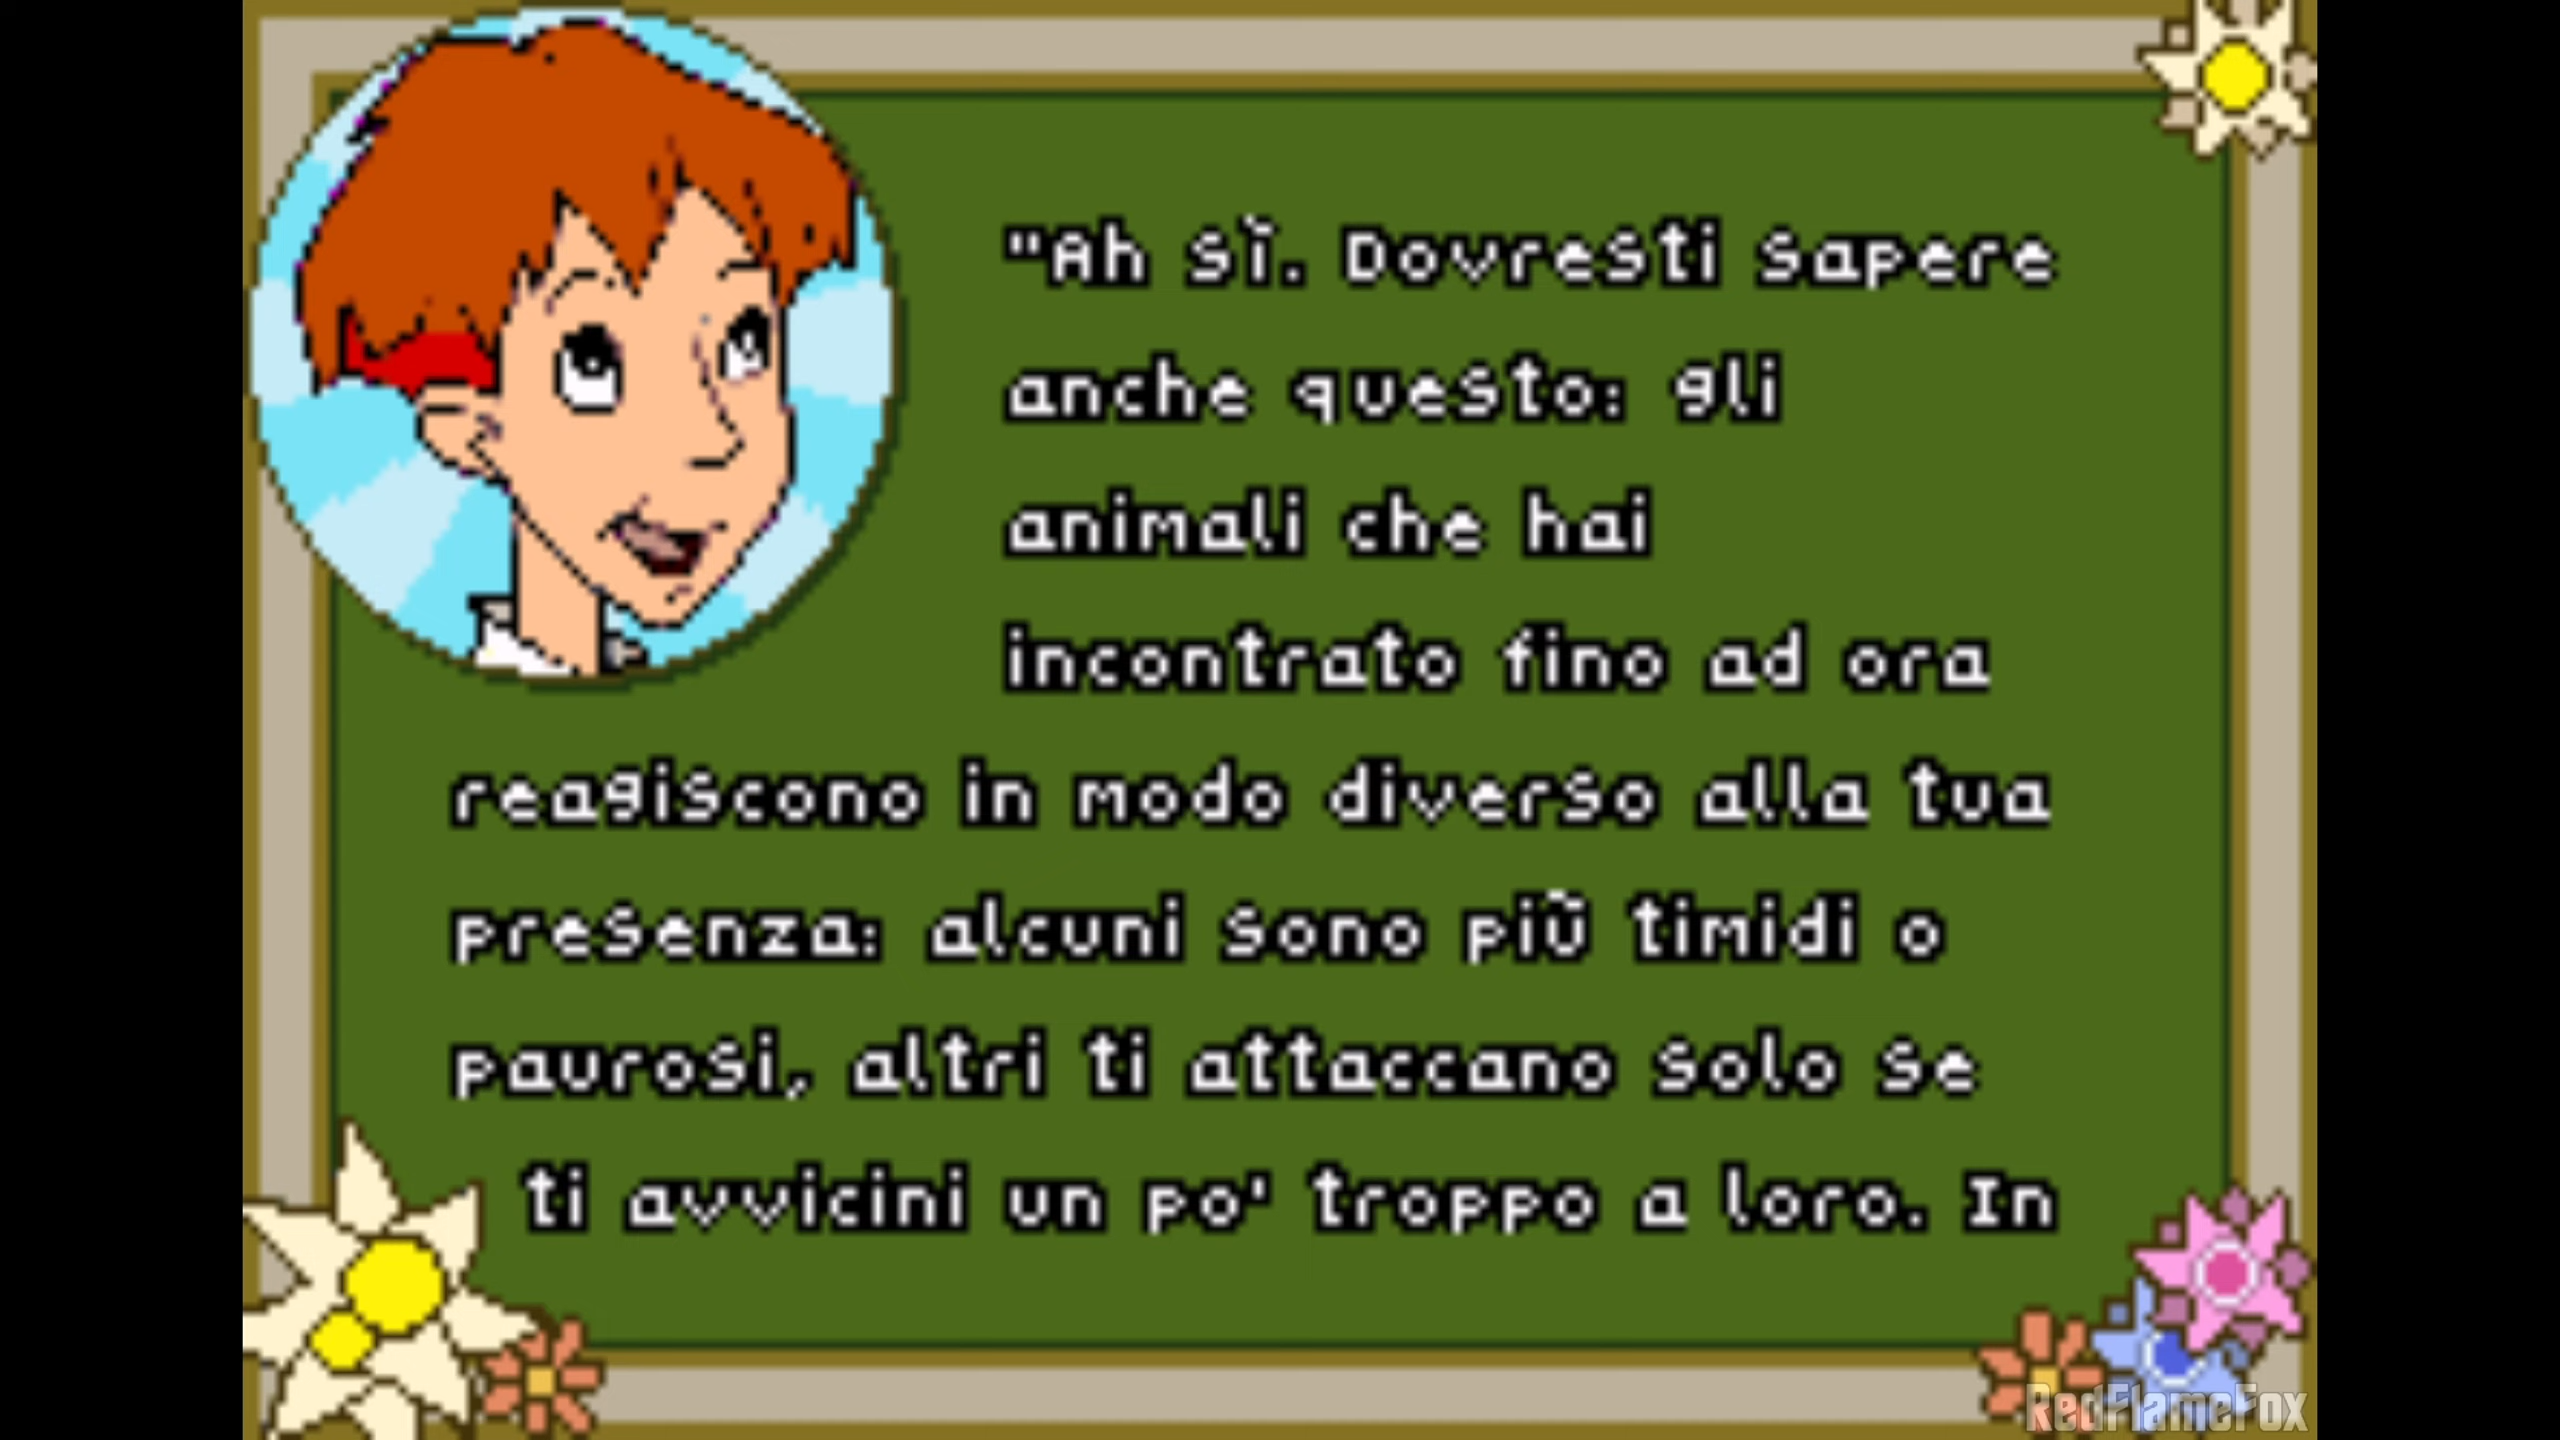 "Ah sì. Dovresti sapere
anche questo: gli
animali che hai
incontrato fino ad ora
reagiscono in modo diverso alla tua
presenza: alcuni sono più timidi o
paurosi, altri ti attaccano solo se
ti avvicini un po' troppo a loro. In
RedFlameFox